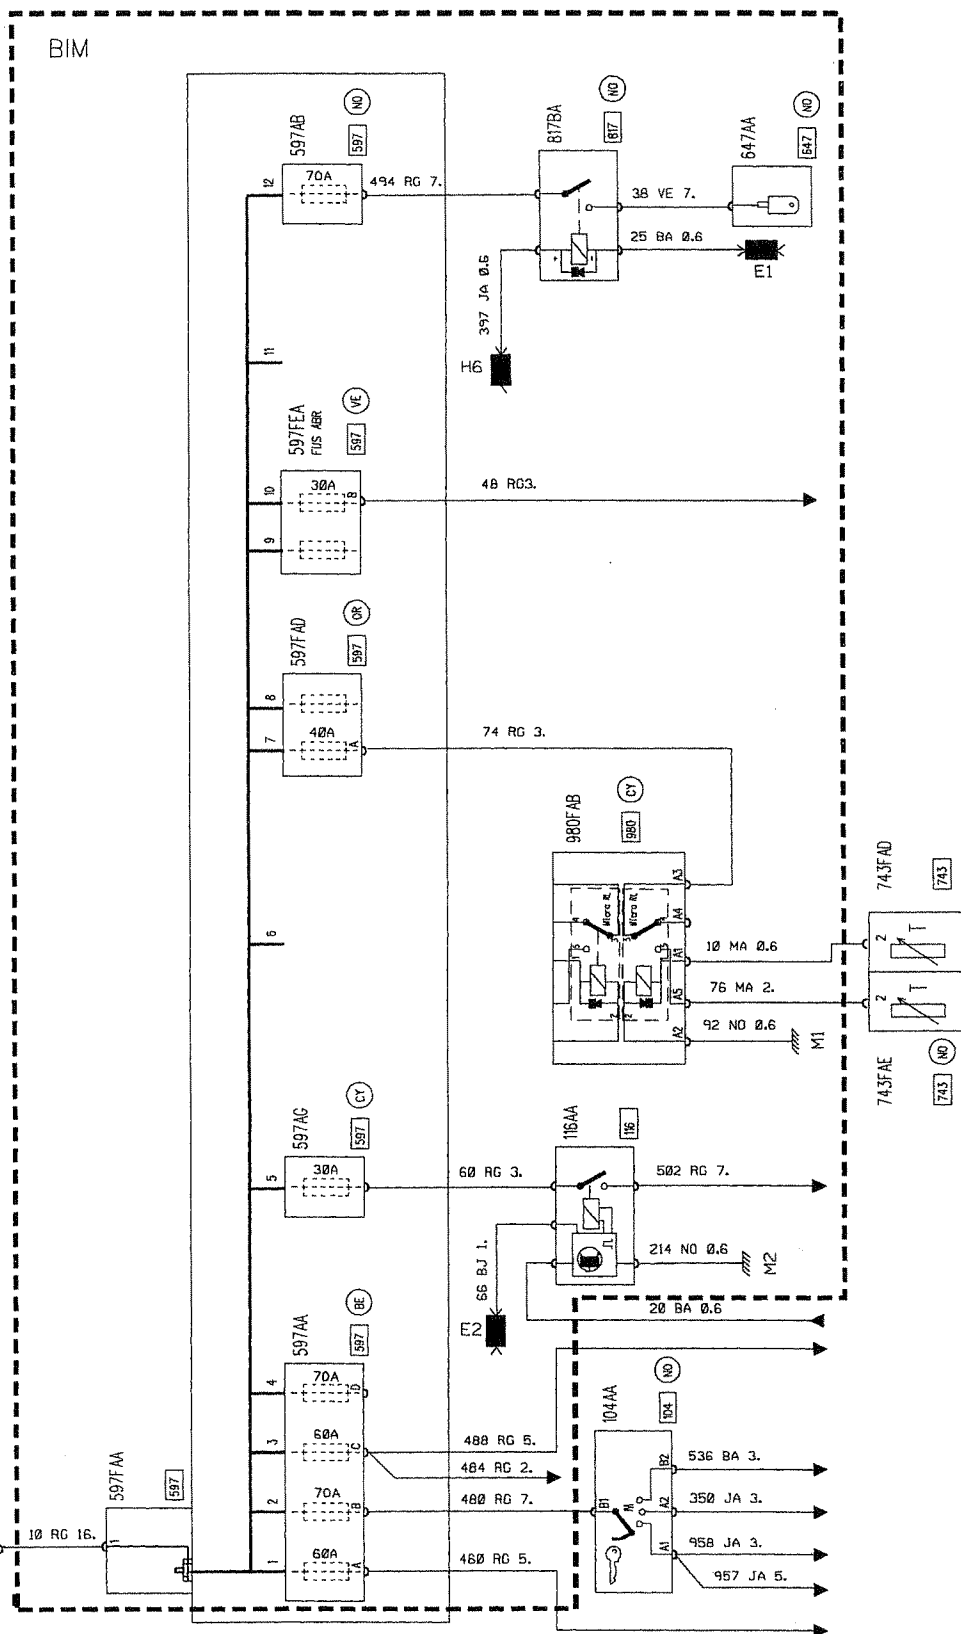 BIM
597AB
597
NO
12
70A
494 RG 7.
817BA
817
NO
38 VE 7.
647AA
647
NO
25 BA 0.6
E1
397 JA 0.6
H6
+
-
11
597FEA
FUS ABR
597
VE
10
30A
B
48 RG3.
9
597FAD
597
OR
8
7
40A
A
74 RG 3.
980FAB
980
CY
Micro RL
Micro RL
A3
A4
A1
A5
A2
10 MA 0.6
76 MA 2.
92 NO 0.6
M1
743FAD
743
2
T
2
T
743FAE
743
NO
6
597AG
597
CY
5
30A
60 RG 3.
116AA
116
502 RG 7.
66 BJ 1.
E2
214 NO 0.6
M2
20 BA 0.6
597AA
597
BE
4
70A
D
3
60A
C
488 RG 5.
484 RG 2.
2
70A
B
480 RG 7.
1
60A
A
460 RG 5.
104AA
104
NO
B1
M
B2
A2
A1
536 BA 3.
350 JA 3.
958 JA 3.
957 JA 5.
597FAA
597
1
10 RG 16.